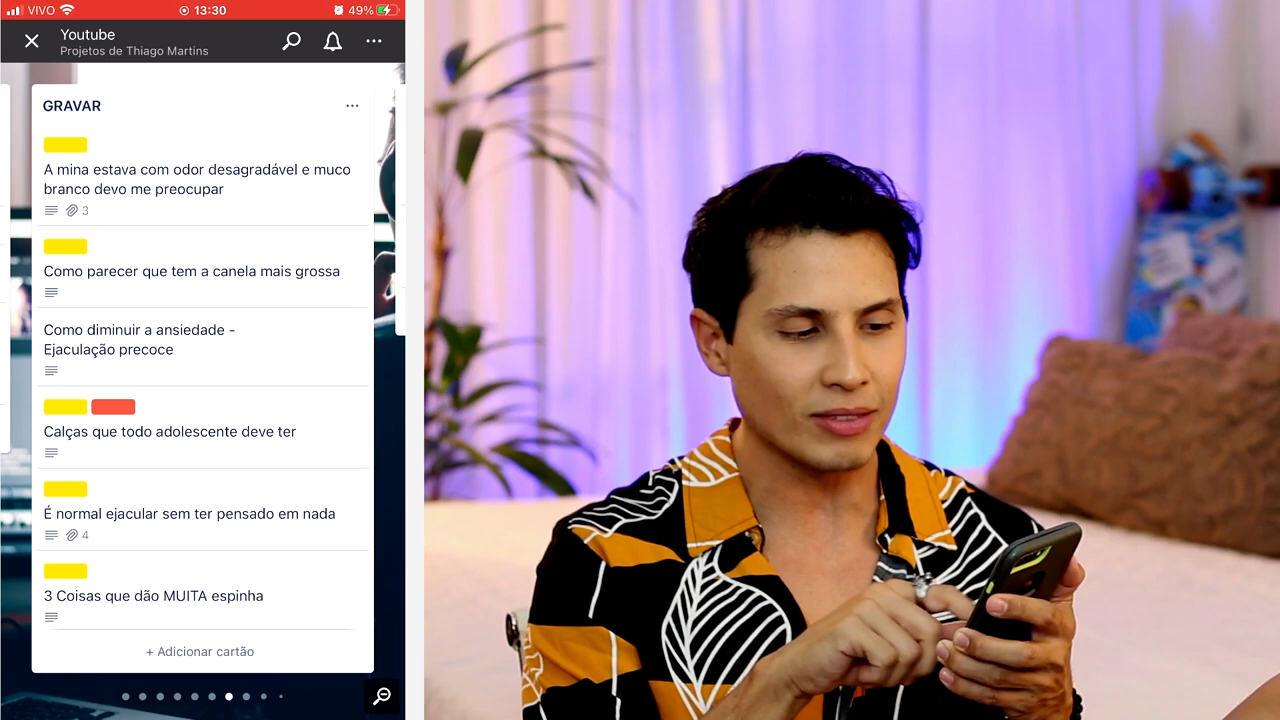 VIVO 13:30 49%
Youtube
Projetos de Thiago Martins
GRAVAR
A mina estava com odor desagradável e muco
branco devo me preocupar
3
Como parecer que tem a canela mais grossa
Como diminuir a ansiedade -
Ejaculação precoce
Calças que todo adolescente deve ter
É normal ejacular sem ter pensado em nada
4
3 Coisas que dão MUITA espinha
+ Adicionar cartão